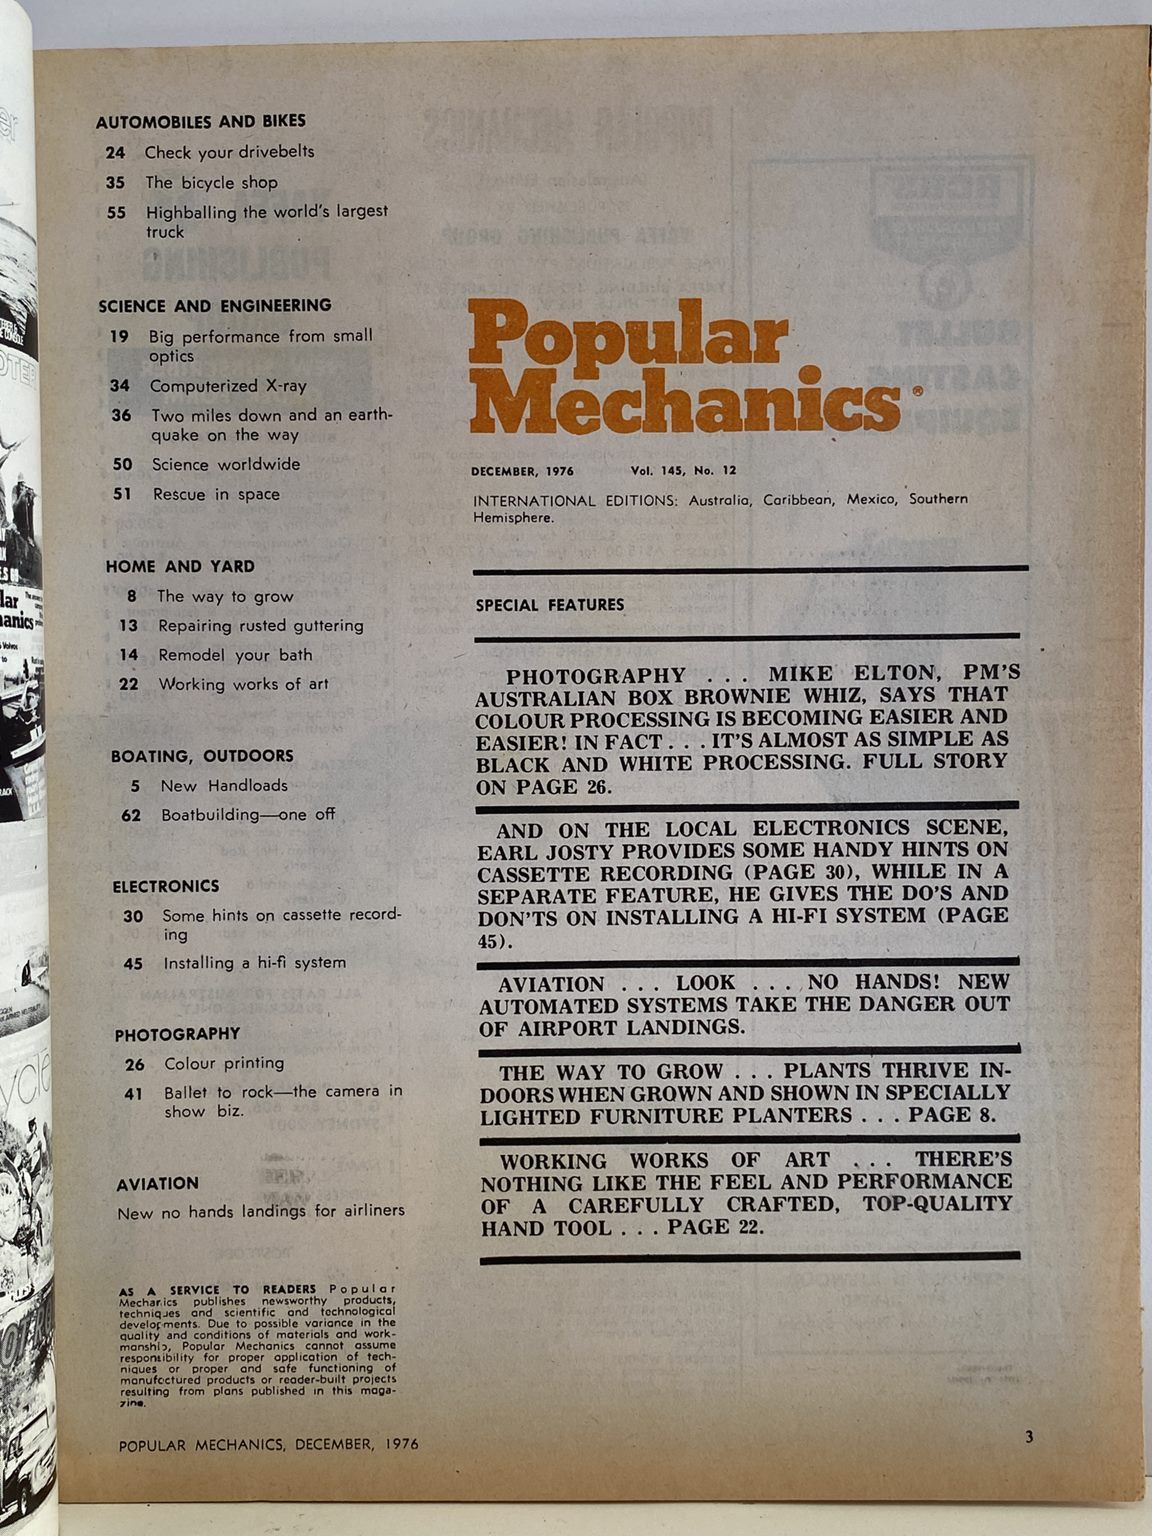 AUTOMOBILES AND BIKES
24 Check your drivebelts
35 The bicycle shop
55 Highballing the world's largest
truck
SCIENCE AND ENGINEERING
19 Big performance from small
optics
34 Computerized X-ray
36 Two miles down and an earth-
quake on the way
50 Science worldwide
51 Rescue in space
HOME AND YARD
8 The way to grow
13 Repairing rusted guttering
14 Remodel your bath
22 Working works of art
BOATING, OUTDOORS
5 New Handloads
62 Boatbuilding—one off
ELECTRONICS
30 Some hints on cassette record-
ing
45 Installing a hi-fi system
PHOTOGRAPHY
26 Colour printing
41 Ballet to rock—the camera in
show biz.
AVIATION
New no hands landings for airliners
AS A SERVICE TO READERS Popular
Mechanics publishes newsworthy products,
techniques and scientific and technological
developments. Due to possible variance in the
quality and conditions of materials and work-
manship, Popular Mechanics cannot assume
responsibility for proper application of tech-
niques or proper and safe functioning of
manufactured products or reader-built projects
resulting from plans published in this maga-
zine.
Popular
Mechanics®
DECEMBER, 1976 Vol. 145, No. 12
INTERNATIONAL EDITIONS: Australia, Caribbean, Mexico, Southern
Hemisphere.
SPECIAL FEATURES
PHOTOGRAPHY . . . MIKE ELTON, PM'S
AUSTRALIAN BOX BROWNIE WHIZ, SAYS THAT
COLOUR PROCESSING IS BECOMING EASIER AND
EASIER! IN FACT . . . IT'S ALMOST AS SIMPLE AS
BLACK AND WHITE PROCESSING. FULL STORY
ON PAGE 26.
AND ON THE LOCAL ELECTRONICS SCENE,
EARL JOSTY PROVIDES SOME HANDY HINTS ON
CASSETTE RECORDING (PAGE 30), WHILE IN A
SEPARATE FEATURE, HE GIVES THE DO'S AND
DON'TS ON INSTALLING A HI-FI SYSTEM (PAGE
45).
AVIATION . . . LOOK . . . NO HANDS! NEW
AUTOMATED SYSTEMS TAKE THE DANGER OUT
OF AIRPORT LANDINGS.
THE WAY TO GROW . . . PLANTS THRIVE IN-
DOORS WHEN GROWN AND SHOWN IN SPECIALLY
LIGHTED FURNITURE PLANTERS . . . PAGE 8.
WORKING WORKS OF ART . . . THERE'S
NOTHING LIKE THE FEEL AND PERFORMANCE
OF A CAREFULLY CRAFTED, TOP-QUALITY
HAND TOOL . . . PAGE 22.
POPULAR MECHANICS, DECEMBER, 1976
3